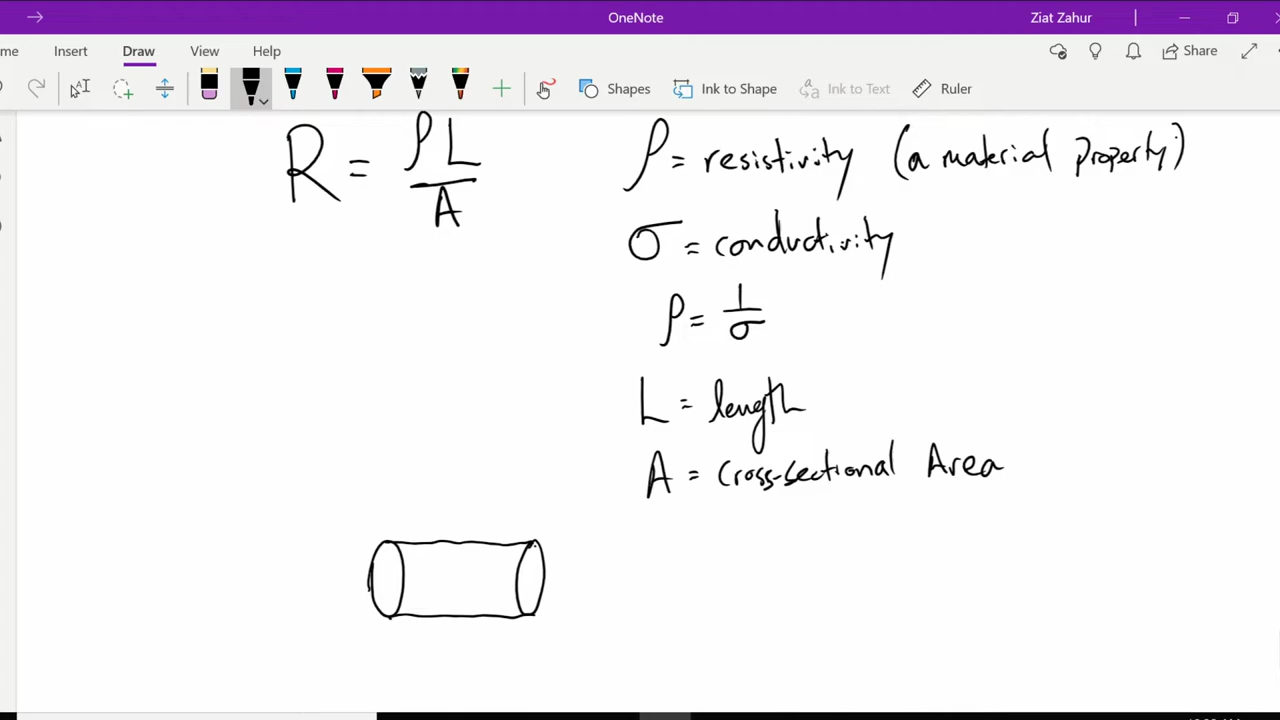 OneNote
Ziat Zahur
me Insert Draw View Help
Share
Shapes
Ink to Shape
Ink to Text
Ruler
R = ρL/A
ρ = resistivity (a material property)
σ = conductivity
ρ = 1/σ
L = length
A = Cross-sectional Area